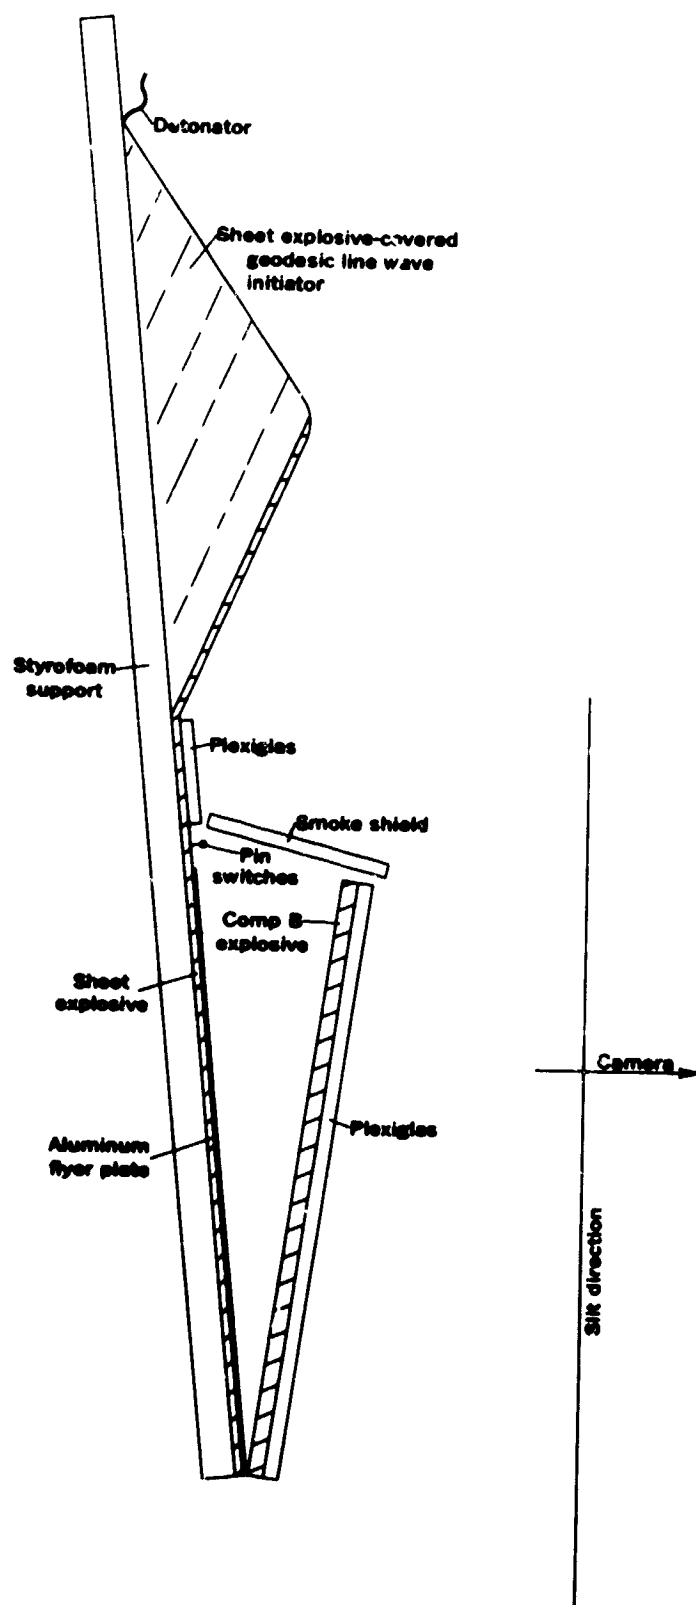 Detonator
Sheet explosive-covered
geodesic line wave
initiator
Styrofoam
support
Plexiglas
Smoke shield
Pin
switches
Comp B
explosive
Sheet
explosive
Camera
Plexiglas
Aluminum
flyer plate
Slit direction